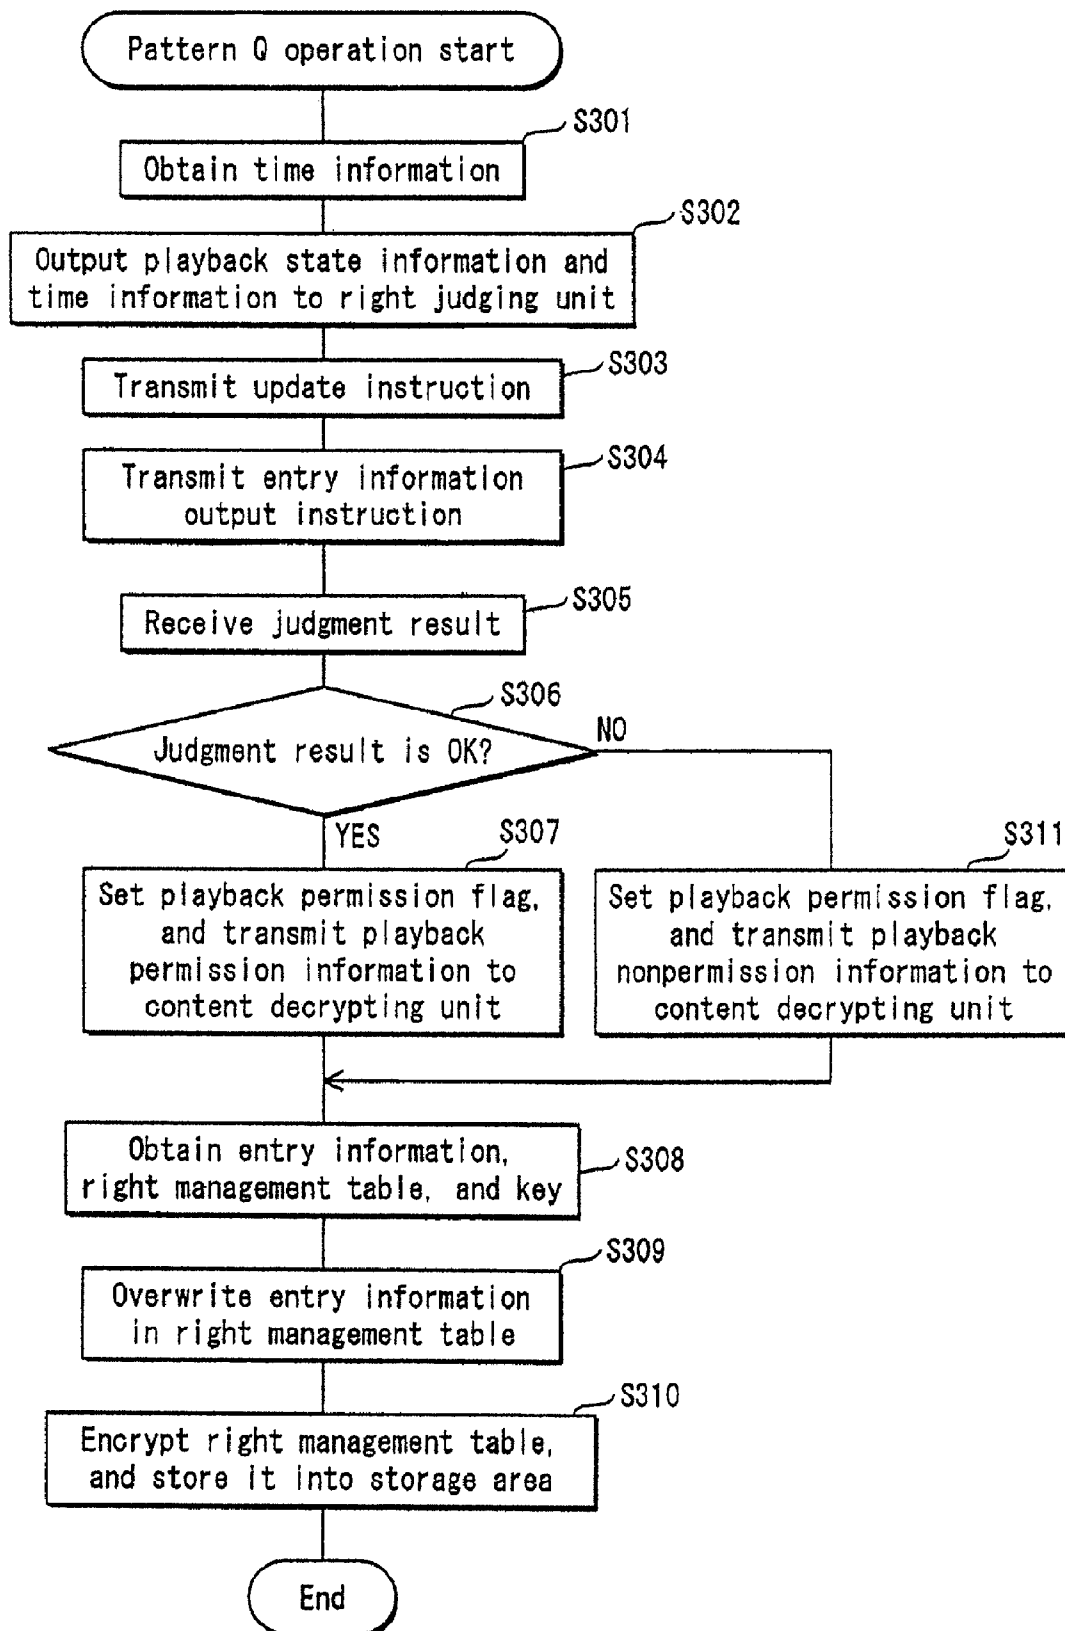 Pattern Q operation start
S301
Obtain time information
S302
Output playback state information and
time information to right judging unit
S303
Transmit update instruction
S304
Transmit entry information
output instruction
S305
Receive judgment result
S306
Judgment result is OK?
NO
YES
S307
Set playback permission flag,
and transmit playback
permission information to
content decrypting unit
S311
Set playback permission flag,
and transmit playback
nonpermission information to
content decrypting unit
Obtain entry information,
right management table, and key
S308
S309
Overwrite entry information
in right management table
S310
Encrypt right management table,
and store it into storage area
End